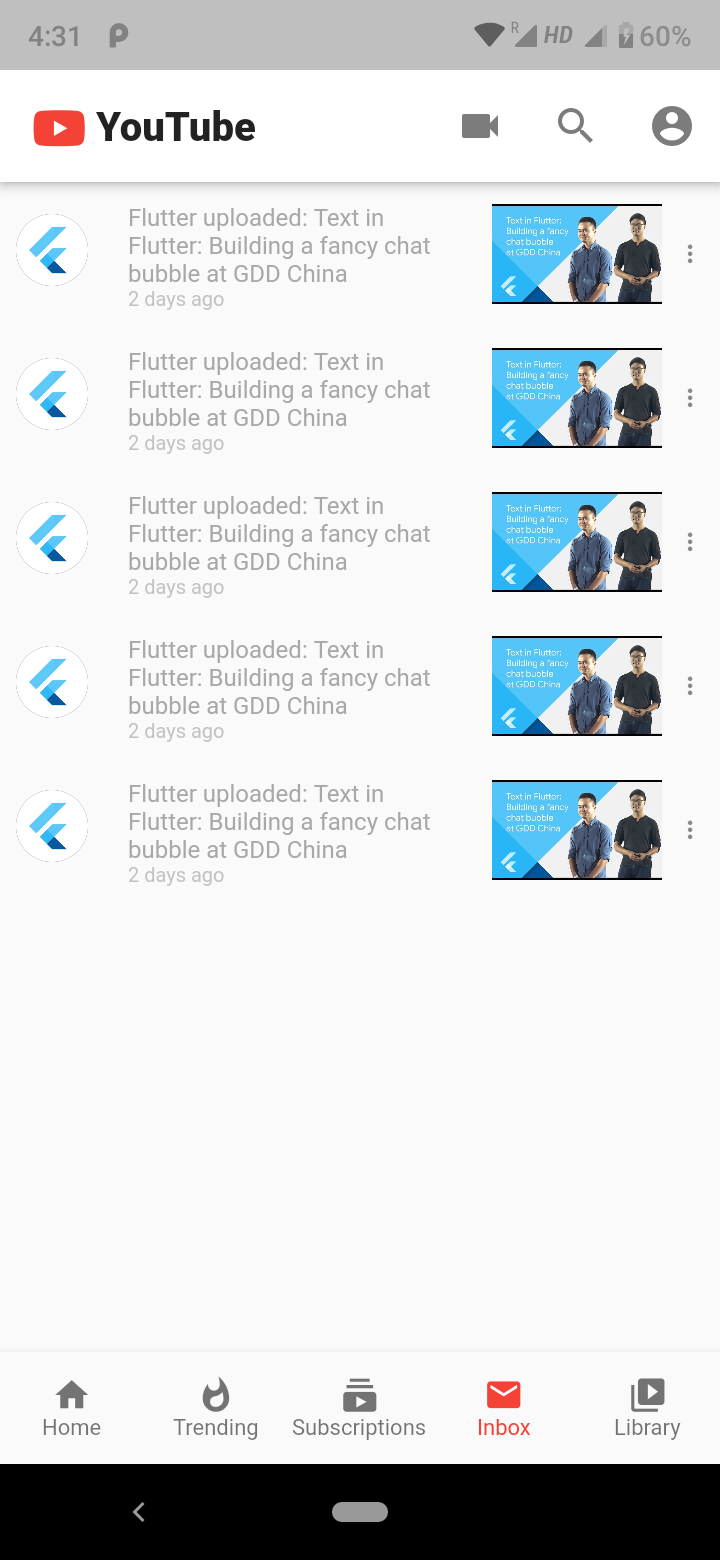 4:31
R HD 60%
YouTube
Flutter uploaded: Text in
Flutter: Building a fancy chat
bubble at GDD China
2 days ago
Text in Flutter:
Building a fancy
chat bubble
at GDD China
Flutter uploaded: Text in
Flutter: Building a fancy chat
bubble at GDD China
2 days ago
Text in Flutter:
Building a fancy
chat bubble
at GDD China
Flutter uploaded: Text in
Flutter: Building a fancy chat
bubble at GDD China
2 days ago
Text in Flutter:
Building a fancy
chat bubble
at GDD China
Flutter uploaded: Text in
Flutter: Building a fancy chat
bubble at GDD China
2 days ago
Text in Flutter:
Building a fancy
chat bubble
at GDD China
Flutter uploaded: Text in
Flutter: Building a fancy chat
bubble at GDD China
2 days ago
Text in Flutter:
Building a fancy
chat bubble
at GDD China
Home Trending Subscriptions Inbox Library